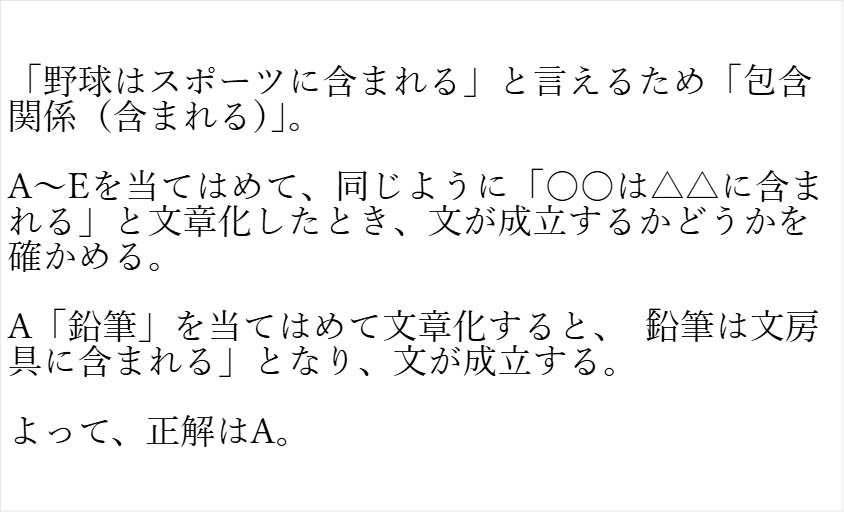 「野球はスポーツに含まれる」と言えるため「包含
関係（含まれる）」。
A～Eを当てはめて、同じように「○○は△△に含ま
れる」と文章化したとき、文が成立するかどうかを
確かめる。
A「鉛筆」を当てはめて文章化すると、「鉛筆は文房
具に含まれる」となり、文が成立する。
よって、正解はA。